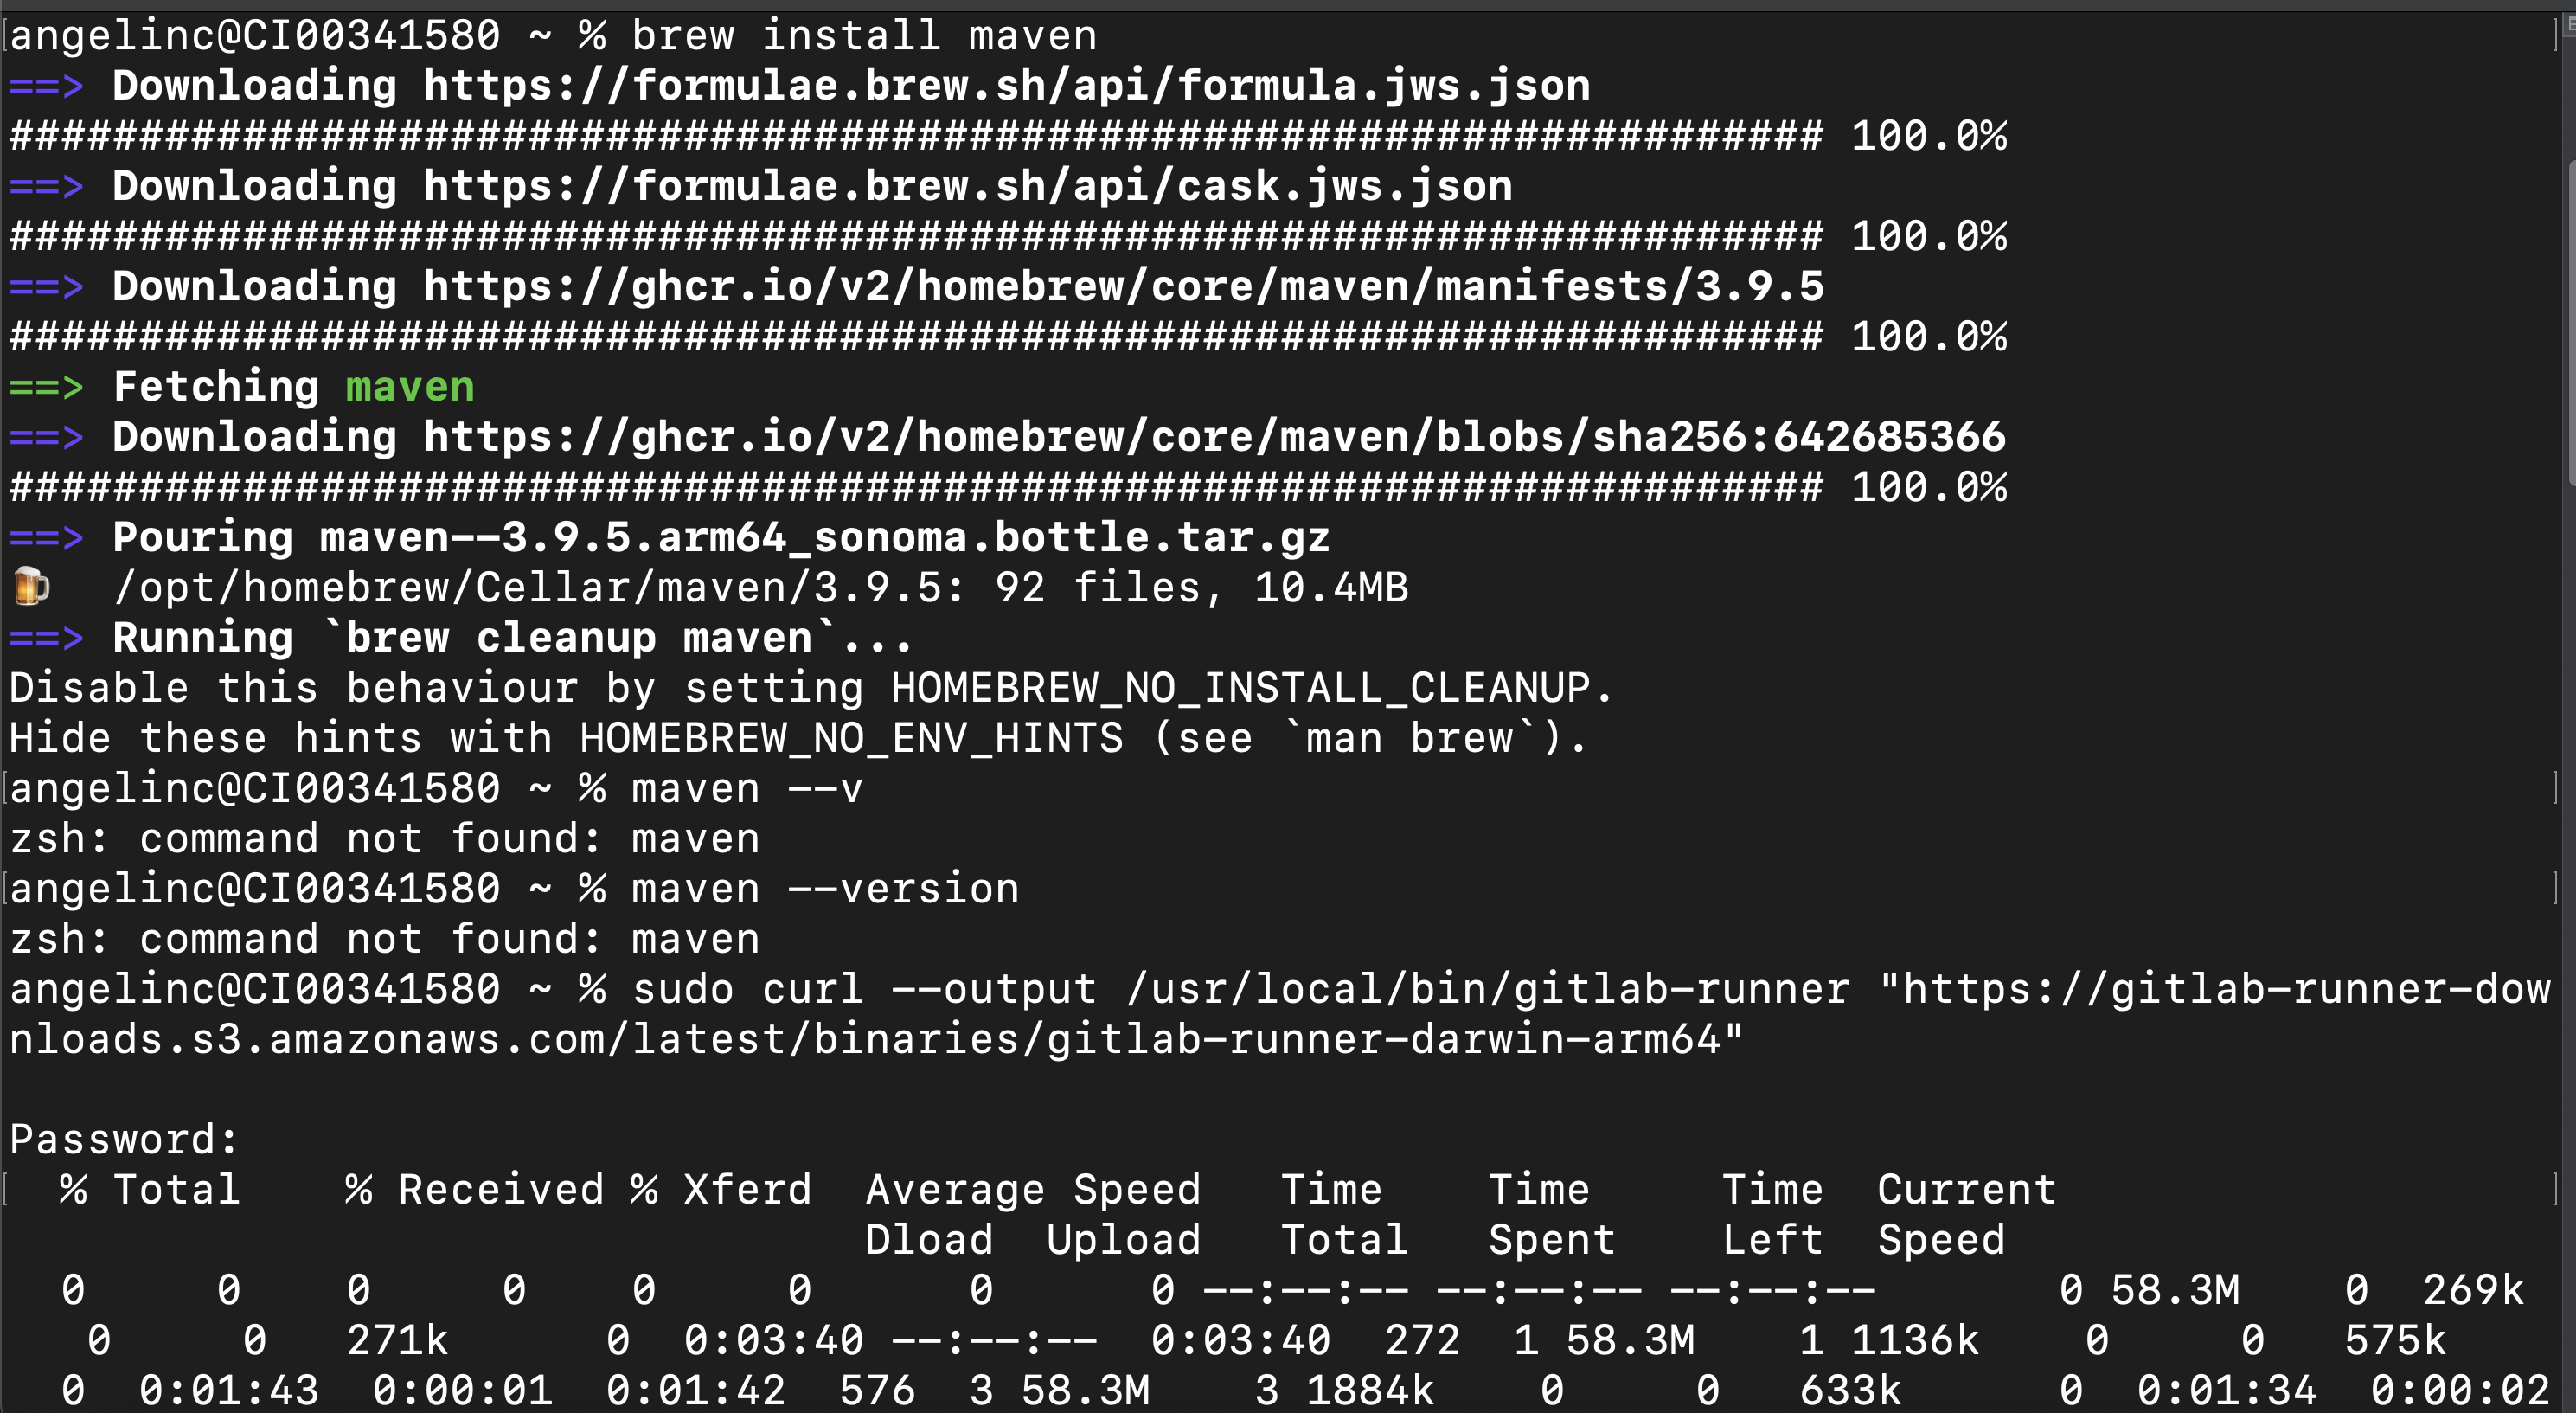 angelinc@CI00341580 ~ % brew install maven
==> Downloading https://formulae.brew.sh/api/formula.jws.json
###################################################################### 100.0%
==> Downloading https://formulae.brew.sh/api/cask.jws.json
###################################################################### 100.0%
==> Downloading https://ghcr.io/v2/homebrew/core/maven/manifests/3.9.5
###################################################################### 100.0%
==> Fetching maven
==> Downloading https://ghcr.io/v2/homebrew/core/maven/blobs/sha256:642685366
###################################################################### 100.0%
==> Pouring maven--3.9.5.arm64_sonoma.bottle.tar.gz
🍺  /opt/homebrew/Cellar/maven/3.9.5: 92 files, 10.4MB
==> Running `brew cleanup maven`...
Disable this behaviour by setting HOMEBREW_NO_INSTALL_CLEANUP.
Hide these hints with HOMEBREW_NO_ENV_HINTS (see `man brew`).
angelinc@CI00341580 ~ % maven --v
zsh: command not found: maven
angelinc@CI00341580 ~ % maven --version
zsh: command not found: maven
angelinc@CI00341580 ~ % sudo curl --output /usr/local/bin/gitlab-runner "https://gitlab-runner-dow
nloads.s3.amazonaws.com/latest/binaries/gitlab-runner-darwin-arm64"
Password:
  % Total    % Received % Xferd  Average Speed   Time    Time     Time  Current
                                 Dload  Upload   Total   Spent    Left  Speed
  0     0    0     0    0     0      0      0 --:--:-- --:--:-- --:--:--       0 58.3M    0  269k
   0     0   271k      0  0:03:40 --:--:--  0:03:40  272  1 58.3M    1 1136k    0     0   575k
  0  0:01:43  0:00:01  0:01:42  576  3 58.3M    3 1884k    0     0   633k      0  0:01:34  0:00:02